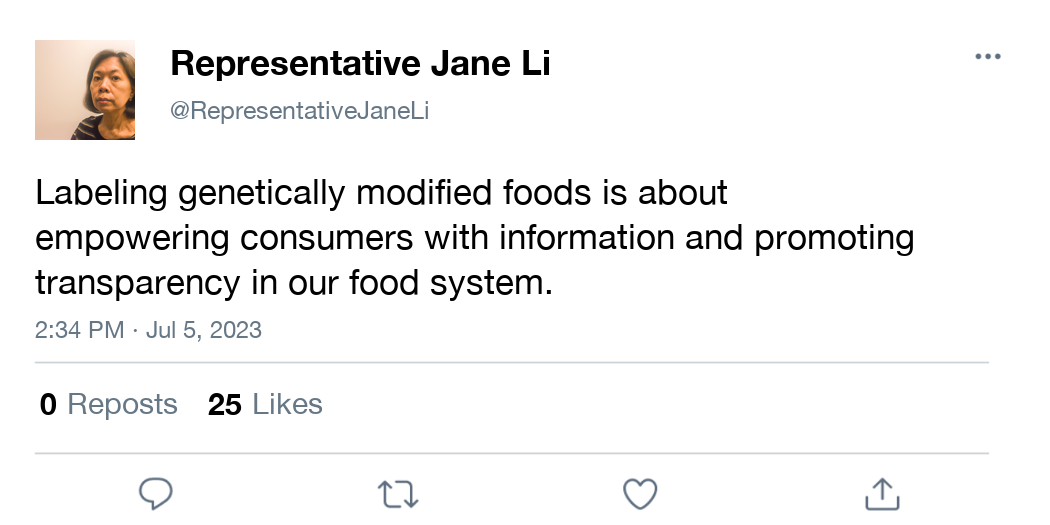 Representative Jane Li
@RepresentativeJaneLi
Labeling genetically modified foods is about
empowering consumers with information and promoting
transparency in our food system.
2:34 PM · Jul 5, 2023
0 Reposts 25 Likes